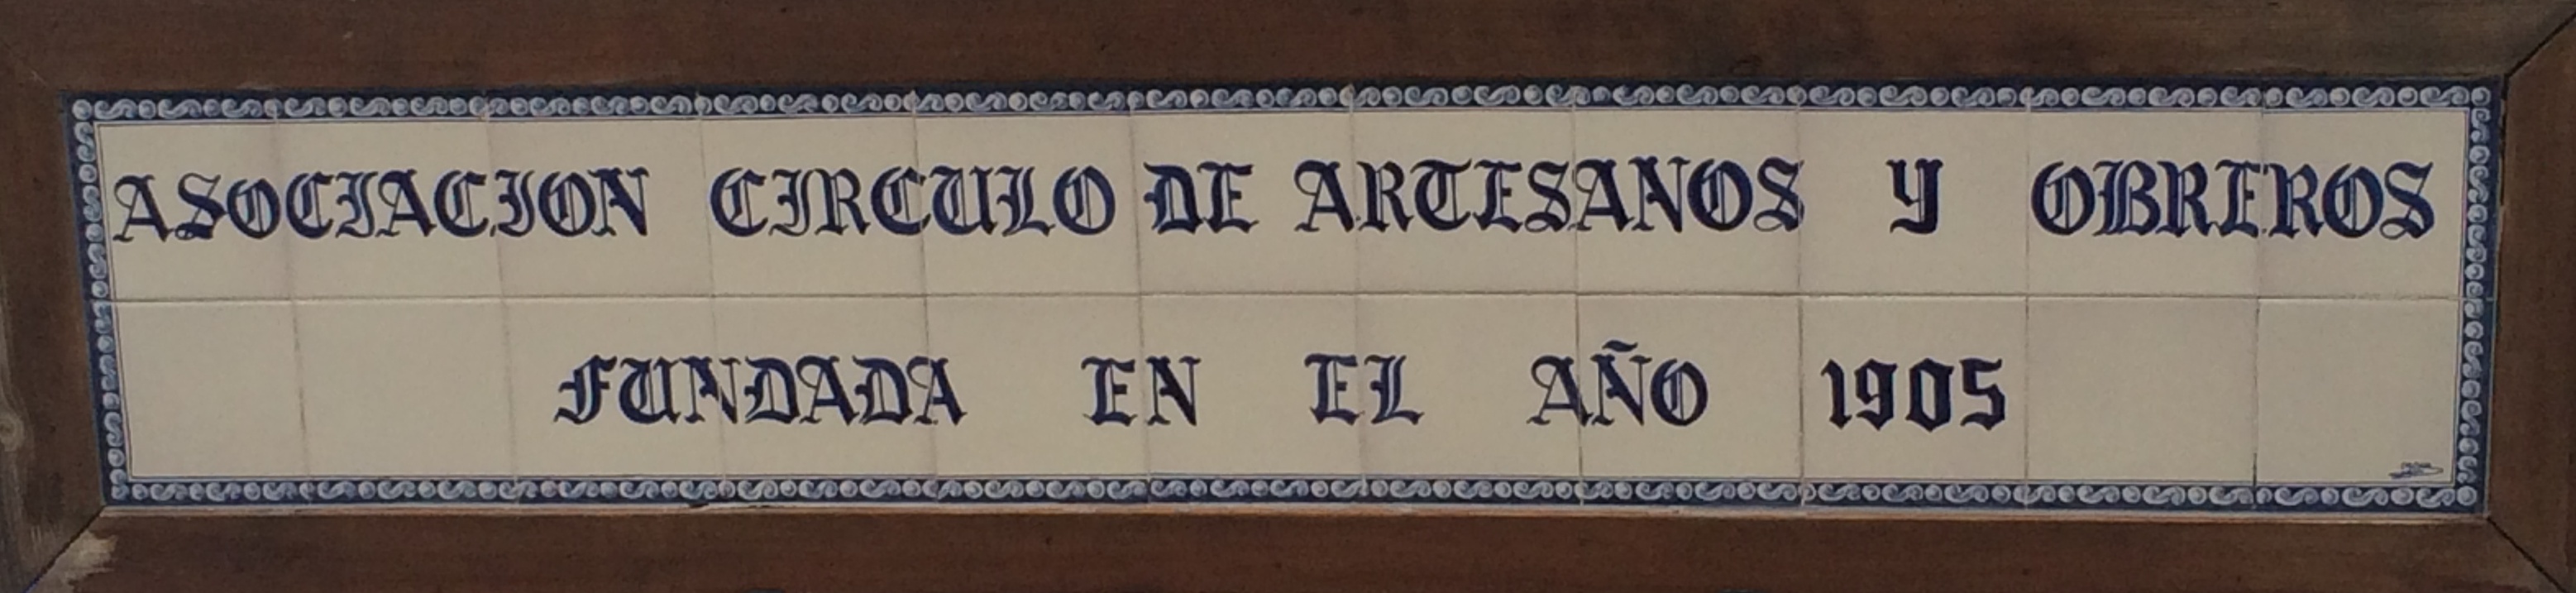 ASOCIACION CIRCULO DE ARTESANOS Y OBREROS
FUNDADA EN EL AÑO 1905